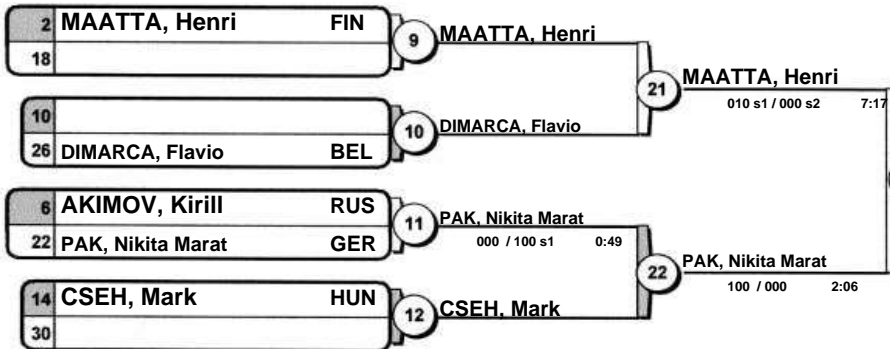 2 MAATTA, Henri FIN
18
9 MAATTA, Henri
10
26 DIMARCA, Flavio BEL
10 DIMARCA, Flavio
21 MAATTA, Henri
010 s1 / 000 s2 7:17
6 AKIMOV, Kirill RUS
22 PAK, Nikita Marat GER
11 PAK, Nikita Marat
000 / 100 s1 0:49
14 CSEH, Mark HUN
30
12 CSEH, Mark
22 PAK, Nikita Marat
100 / 000 2:06